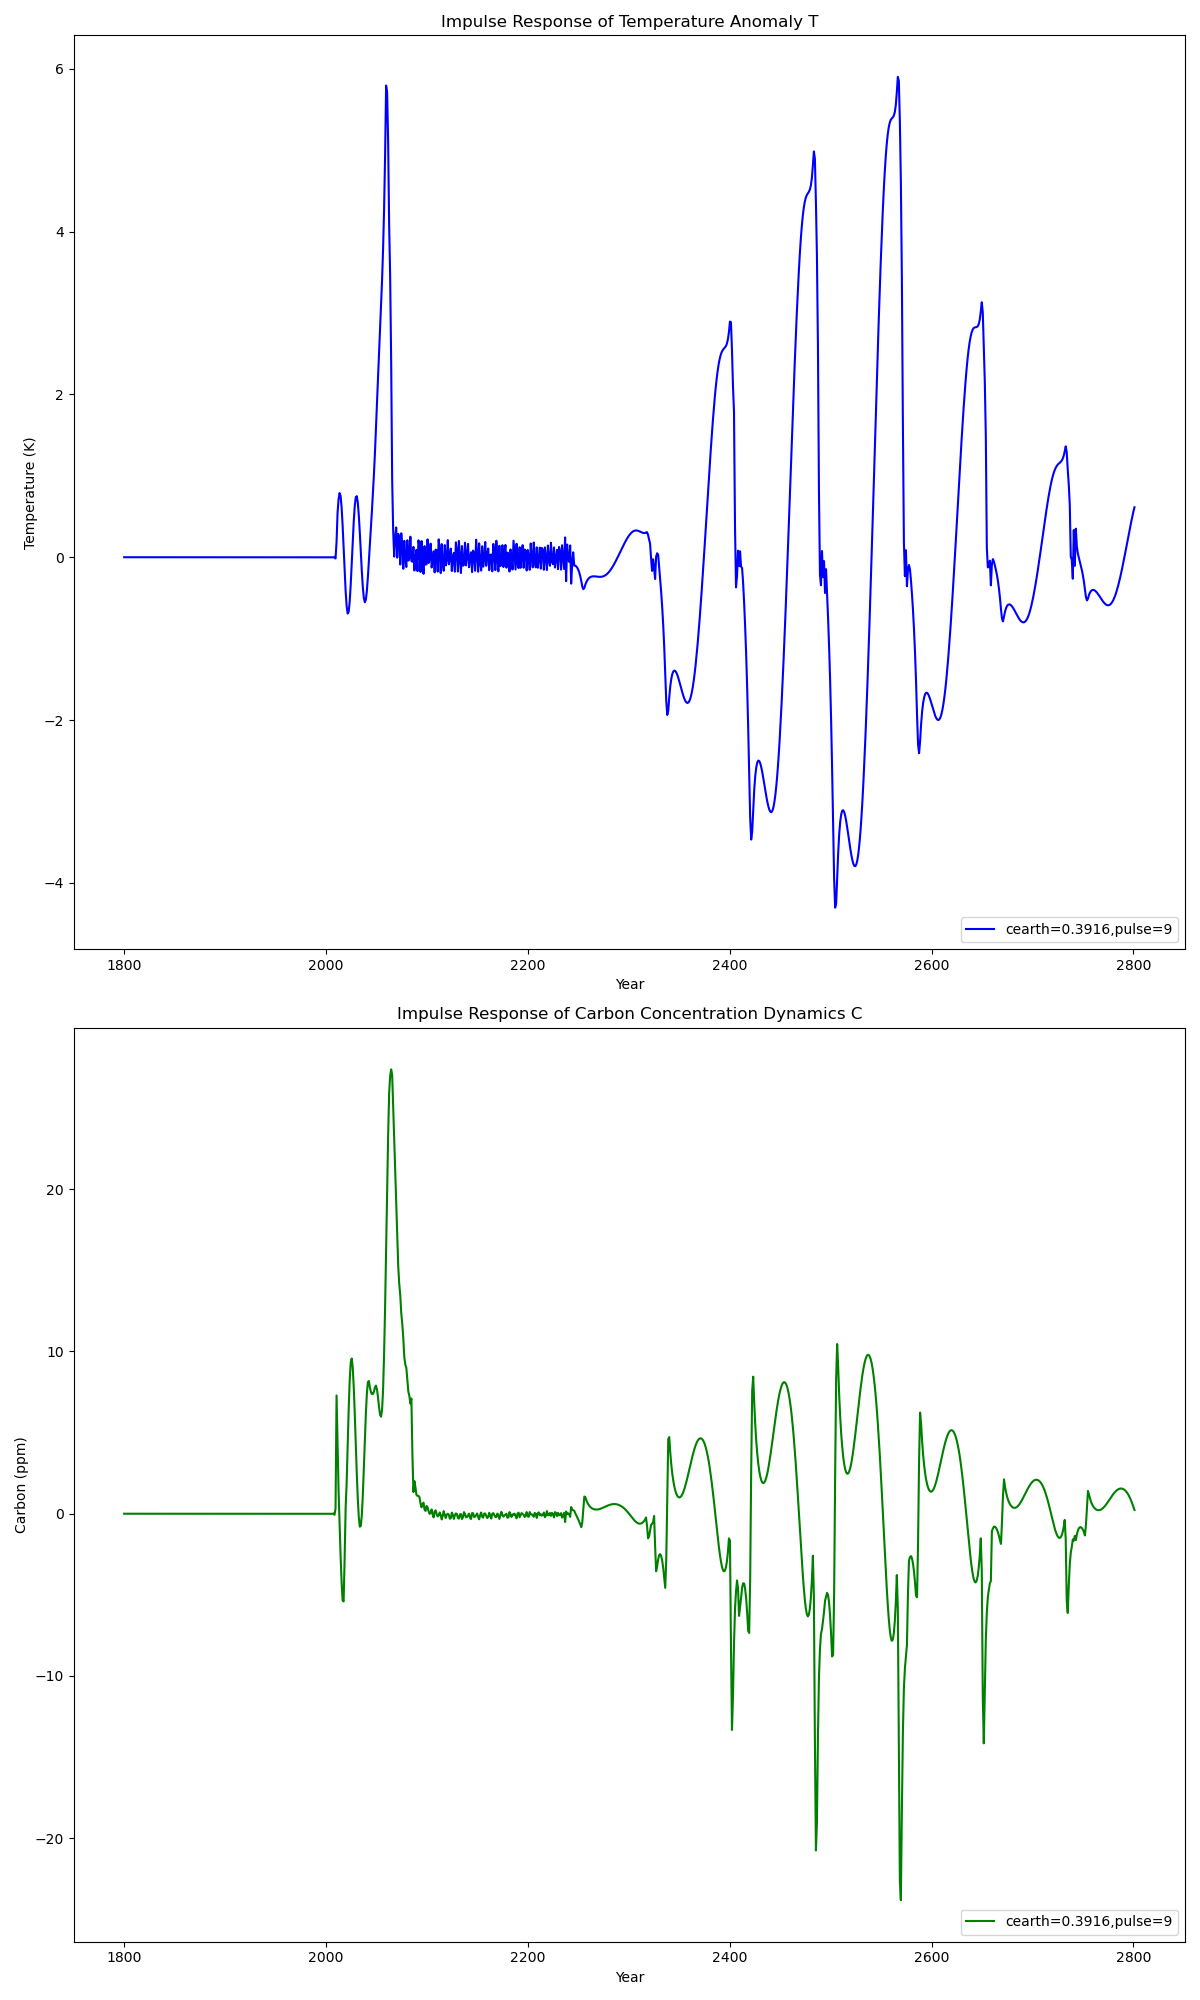 Impulse Response of Temperature Anomaly T
6
4
2
0
−2
−4
Temperature (K)
cearth=0.3916,pulse=9
1800 2000 2200 2400 2600 2800
Year
Impulse Response of Carbon Concentration Dynamics C
20
10
0
−10
−20
Carbon (ppm)
cearth=0.3916,pulse=9
1800 2000 2200 2400 2600 2800
Year